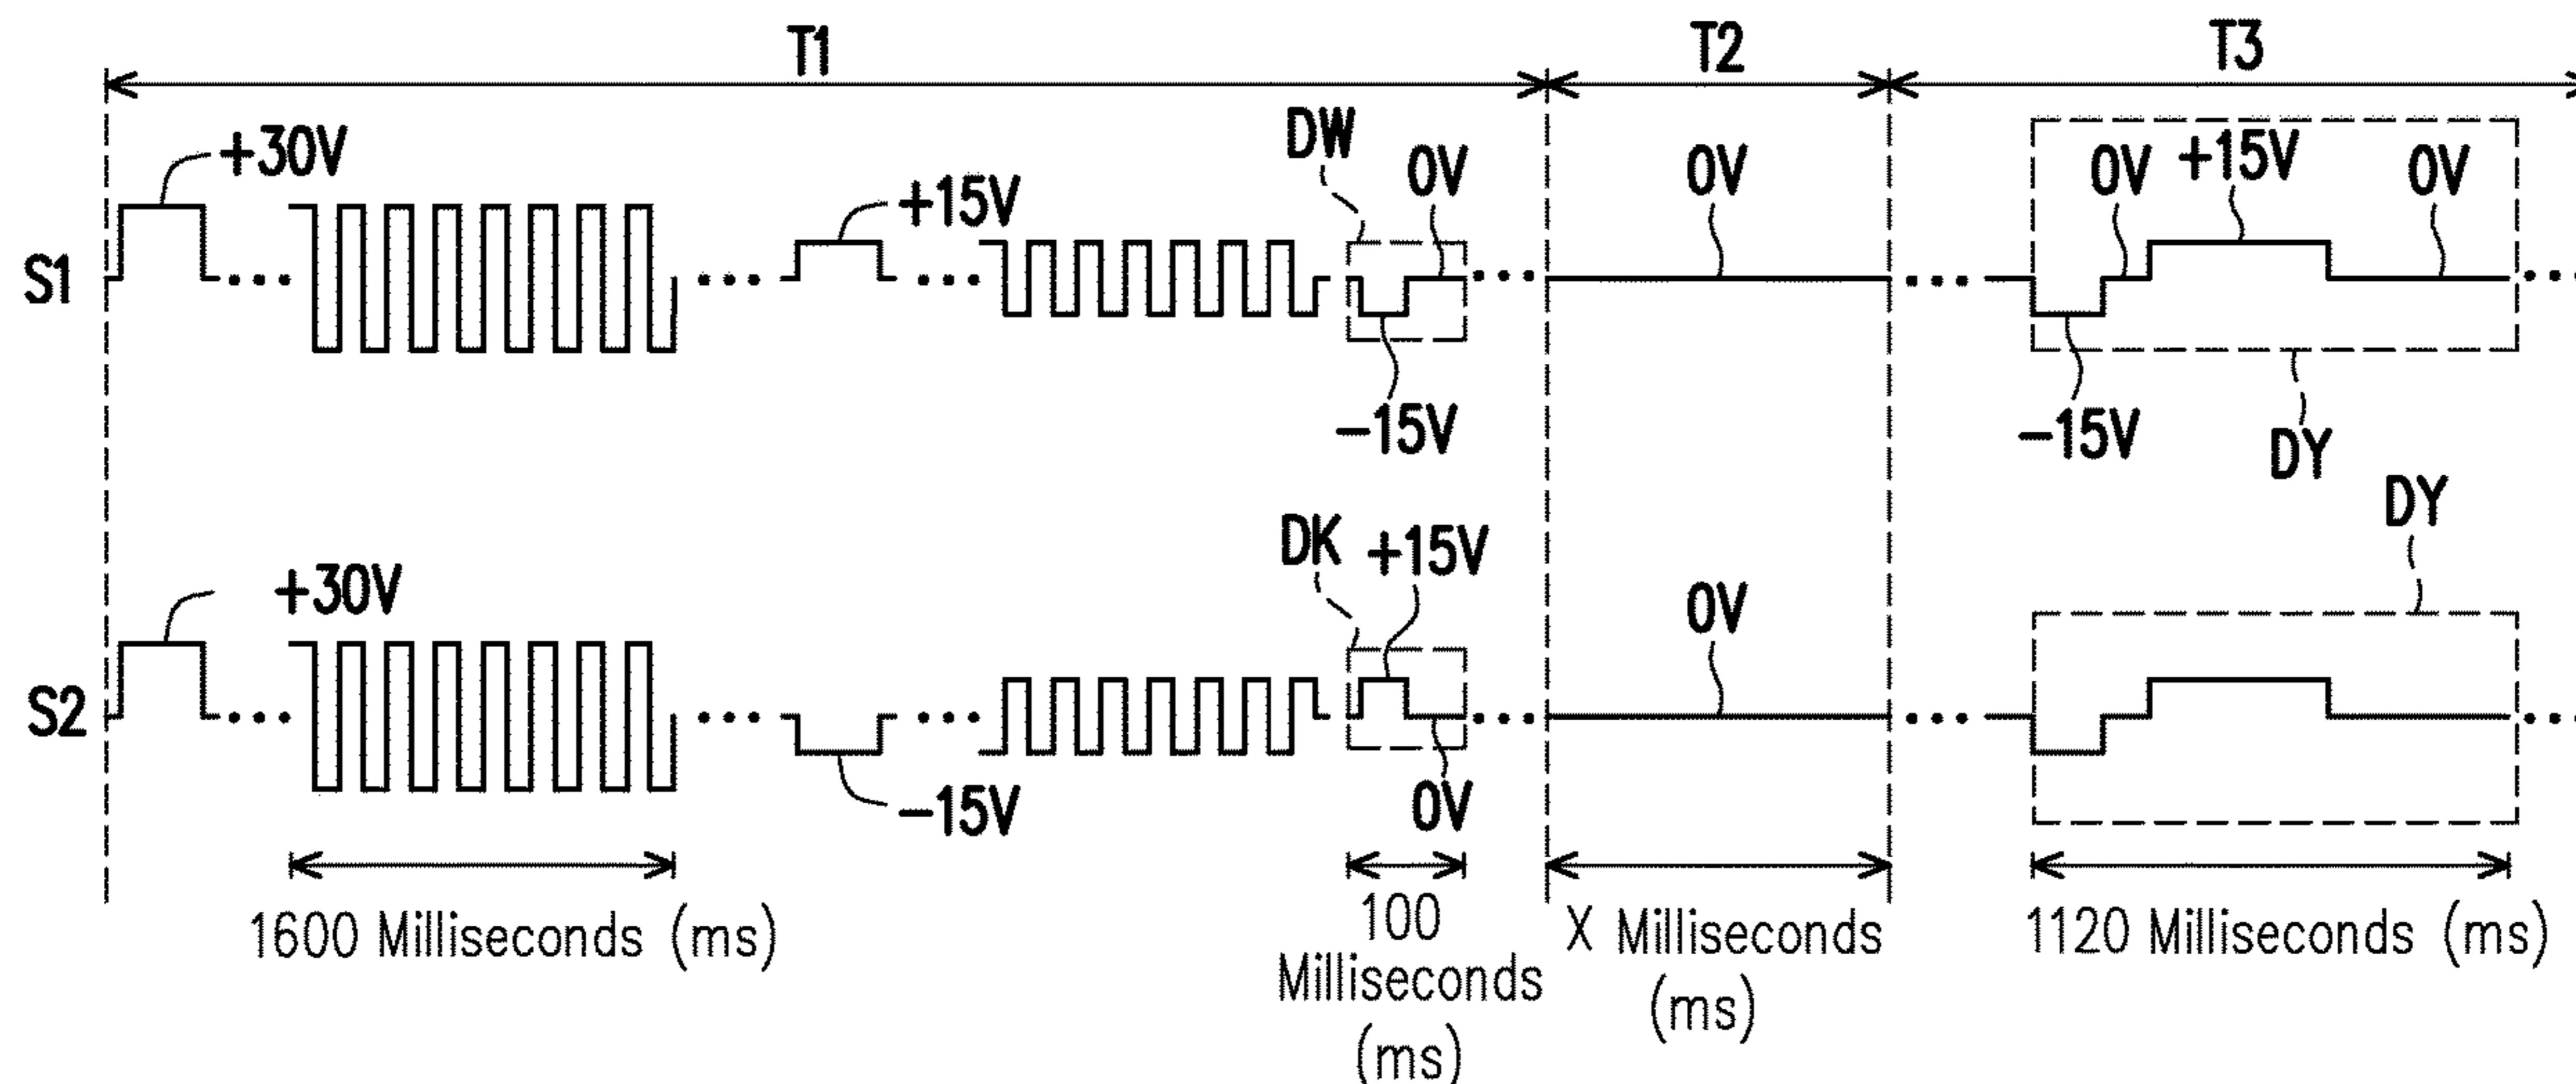 T1 T2 T3
+30V +15V DW 0V 0V 0V +15V 0V
S1
-15V -15V DY
+30V DK +15V 0V DY
S2
-15V 0V
1600 Milliseconds (ms) 100 Milliseconds (ms) X Milliseconds (ms) 1120 Milliseconds (ms)